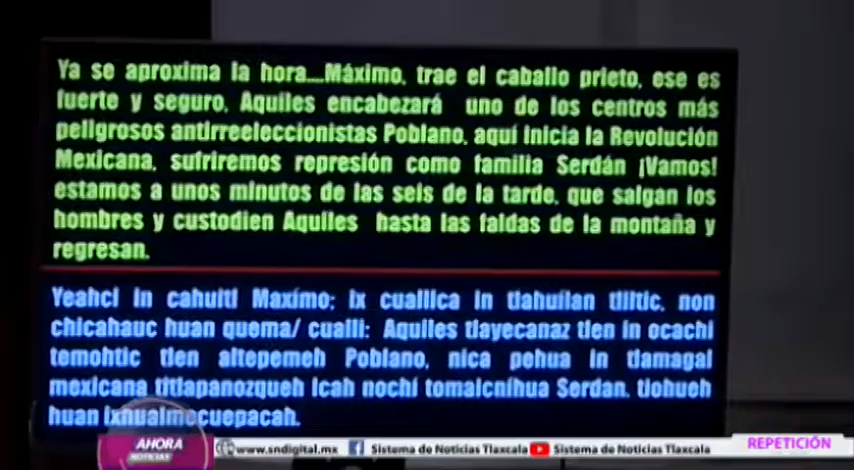 Ya se aproxima la hora....Máximo, trae el caballo prieto, ese es
fuerte y seguro, Aquiles encabezará uno de los centros más
peligrosos antirreeleccionistas Poblano, aquí inicia la Revolución
Mexicana, sufriremos represión como familia Serdán ¡Vamos!
estamos a unos minutos de las seis de la tarde, que salgan los
hombres y custodien Aquiles hasta las faldas de la montaña y
regresan.
Yeahci in cahuitl Maximo; ix cuallica in tlahuilan tliltic, non
chicahauc huan quema/ cualli: Aquiles tlayecanaz tlen in ocachi
temohtic tlen altepemeh Poblano, nica pehua in tlamagal
mexicana titlapanozqueh icah nochi tomaicnihua Serdan, tiohueh
huan ixhualmocuepacah.
AHORA
NOTICIAS
www.sndigital.mx Sistema de Noticias Tlaxcala Sistema de Noticias Tlaxcala
REPETICIÓN